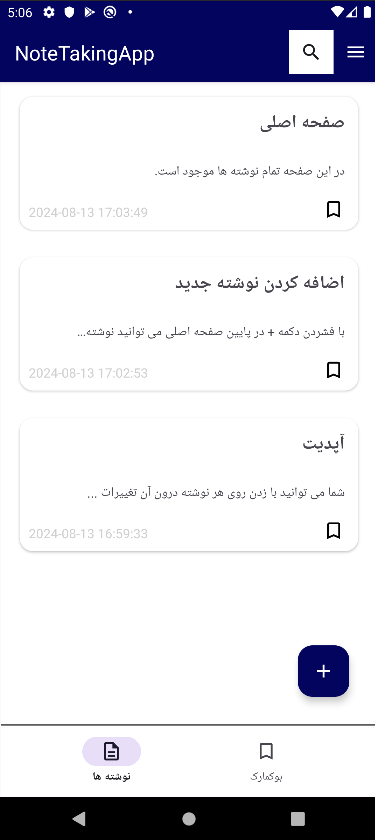 5:06
NoteTakingApp
صفحه اصلی
در این صفحه تمام نوشته ها موجود است.
2024-08-13 17:03:49
اضافه کردن نوشته جدید
با فشردن دکمه + در پایین صفحه اصلی می توانید نوشته...
2024-08-13 17:02:53
آپدیت
شما می توانید با زدن روی هر نوشته درون آن تغییرات ...
2024-08-13 16:59:33
+
نوشته ها
بوکمارک